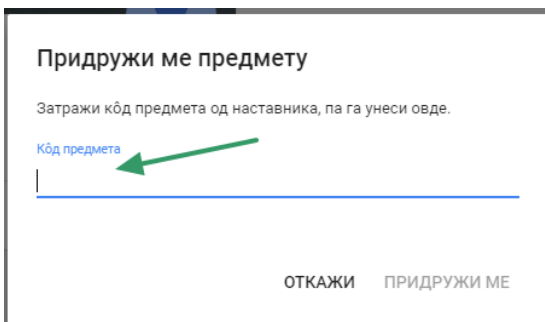 Придружи ме предмету
Затражи кôд предмета од наставника, па га унеси овде.
Кôд предмета
ОТКАЖИ ПРИДРУЖИ МЕ